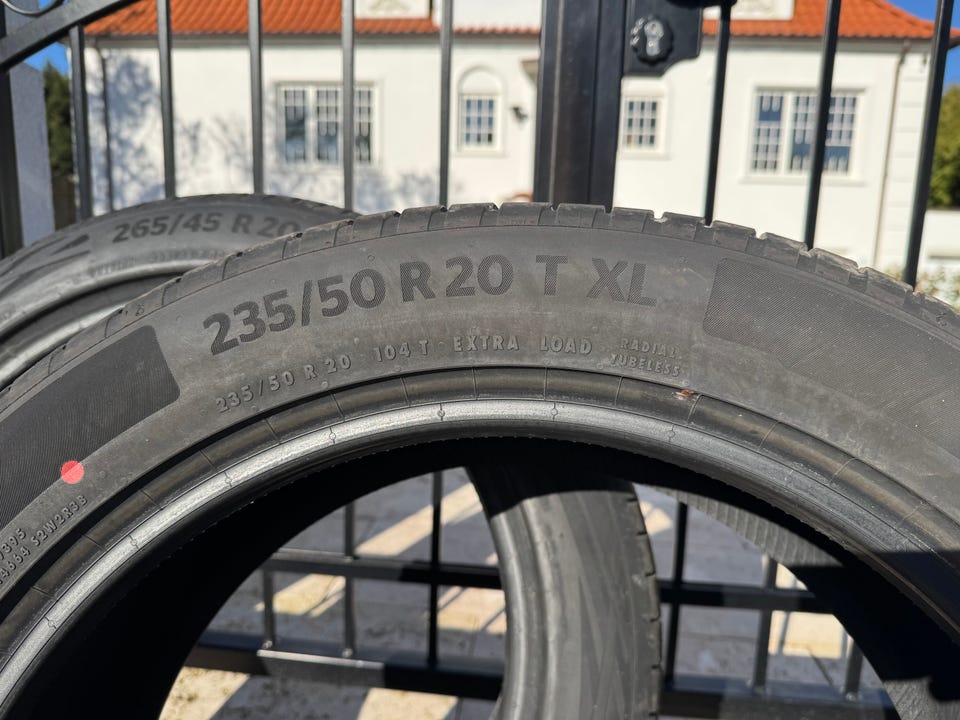 265/45 R 20
235/50 R 20 T XL
235/50 R 20 104 T EXTRA LOAD RADIAL
TUBELESS